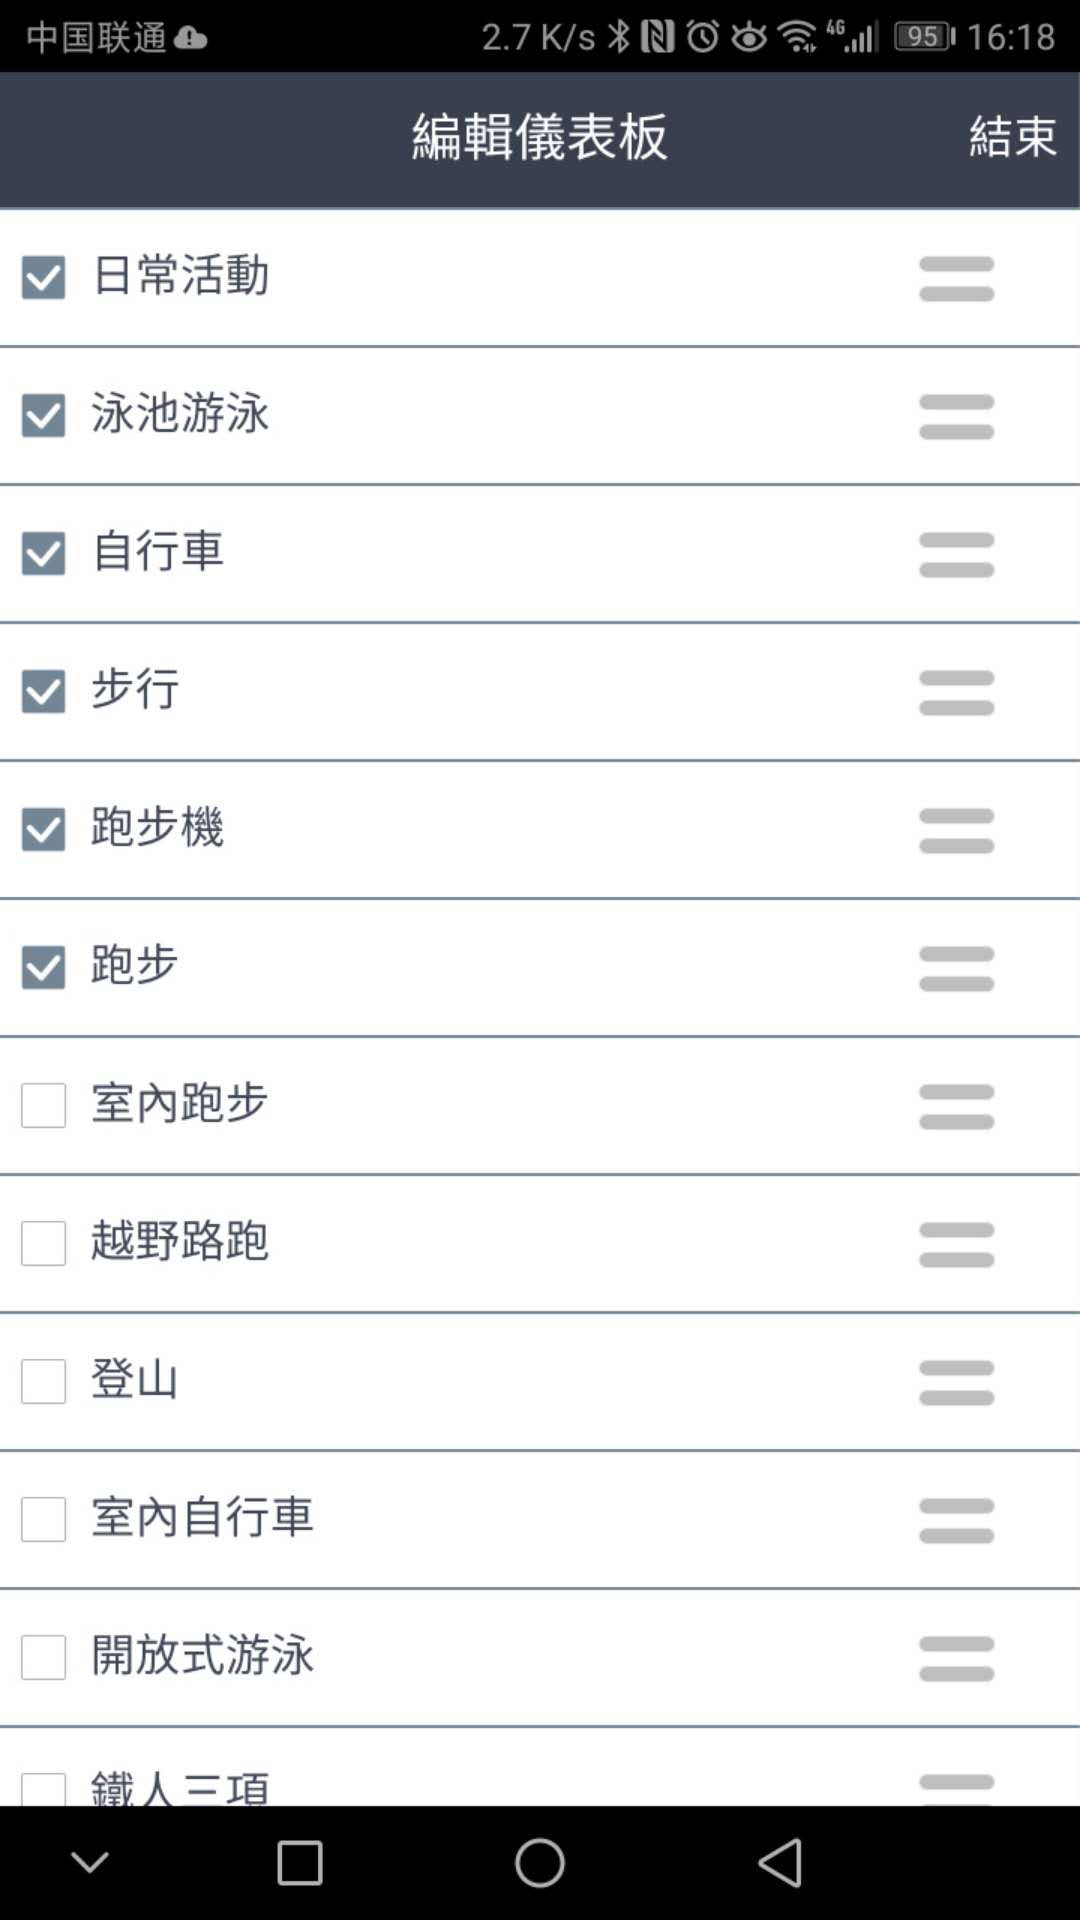 中国联通 2.7 K/s 4G 95 16:18
編輯儀表板 結束
日常活動
泳池游泳
自行車
步行
跑步機
跑步
室內跑步
越野路跑
登山
室內自行車
開放式游泳
鐵人三項